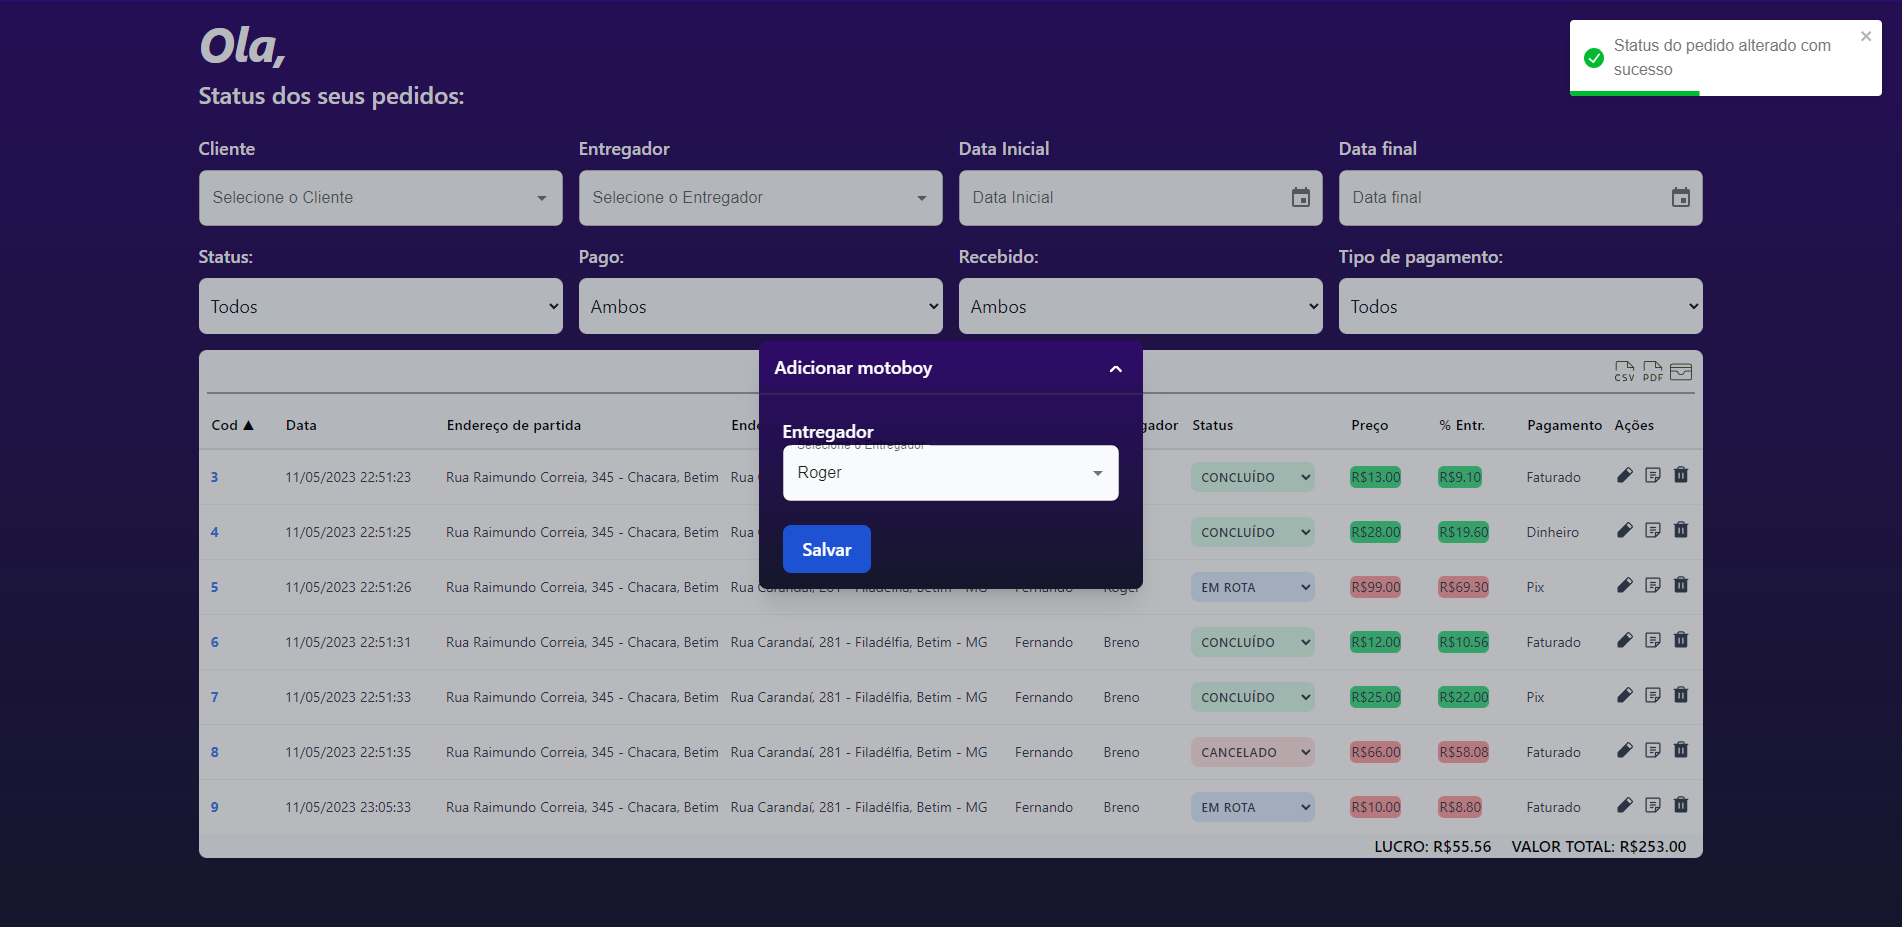 Ola,
Status do pedido alterado com
sucesso
Status dos seus pedidos:
Cliente Entregador Data Inicial Data final
Selecione o Cliente Selecione o Entregador Data Inicial Data final
Status: Pago: Recebido: Tipo de pagamento:
Todos Ambos Ambos Todos
Adicionar motoboy
CSV PDF
Entregador
Selecione o Entregador
Roger
Salvar
Cod ▲ Data Endereço de partida Status Preço % Entr. Pagamento Ações
3 11/05/2023 22:51:23 Rua Raimundo Correia, 345 - Chacara, Betim Rua CONCLUÍDO R$13.00 R$9.10 Faturado
4 11/05/2023 22:51:25 Rua Raimundo Correia, 345 - Chacara, Betim Rua CONCLUÍDO R$28.00 R$19.60 Dinheiro
5 11/05/2023 22:51:26 Rua Raimundo Correia, 345 - Chacara, Betim Rua Carandaí, 281 - Filadélfia, Betim - MG Fernando Roger EM ROTA R$99.00 R$69.30 Pix
6 11/05/2023 22:51:31 Rua Raimundo Correia, 345 - Chacara, Betim Rua Carandaí, 281 - Filadélfia, Betim - MG Fernando Breno CONCLUÍDO R$12.00 R$10.56 Faturado
7 11/05/2023 22:51:33 Rua Raimundo Correia, 345 - Chacara, Betim Rua Carandaí, 281 - Filadélfia, Betim - MG Fernando Breno CONCLUÍDO R$25.00 R$22.00 Pix
8 11/05/2023 22:51:35 Rua Raimundo Correia, 345 - Chacara, Betim Rua Carandaí, 281 - Filadélfia, Betim - MG Fernando Breno CANCELADO R$66.00 R$58.08 Faturado
9 11/05/2023 23:05:33 Rua Raimundo Correia, 345 - Chacara, Betim Rua Carandaí, 281 - Filadélfia, Betim - MG Fernando Breno EM ROTA R$10.00 R$8.80 Faturado
LUCRO: R$55.56 VALOR TOTAL: R$253.00